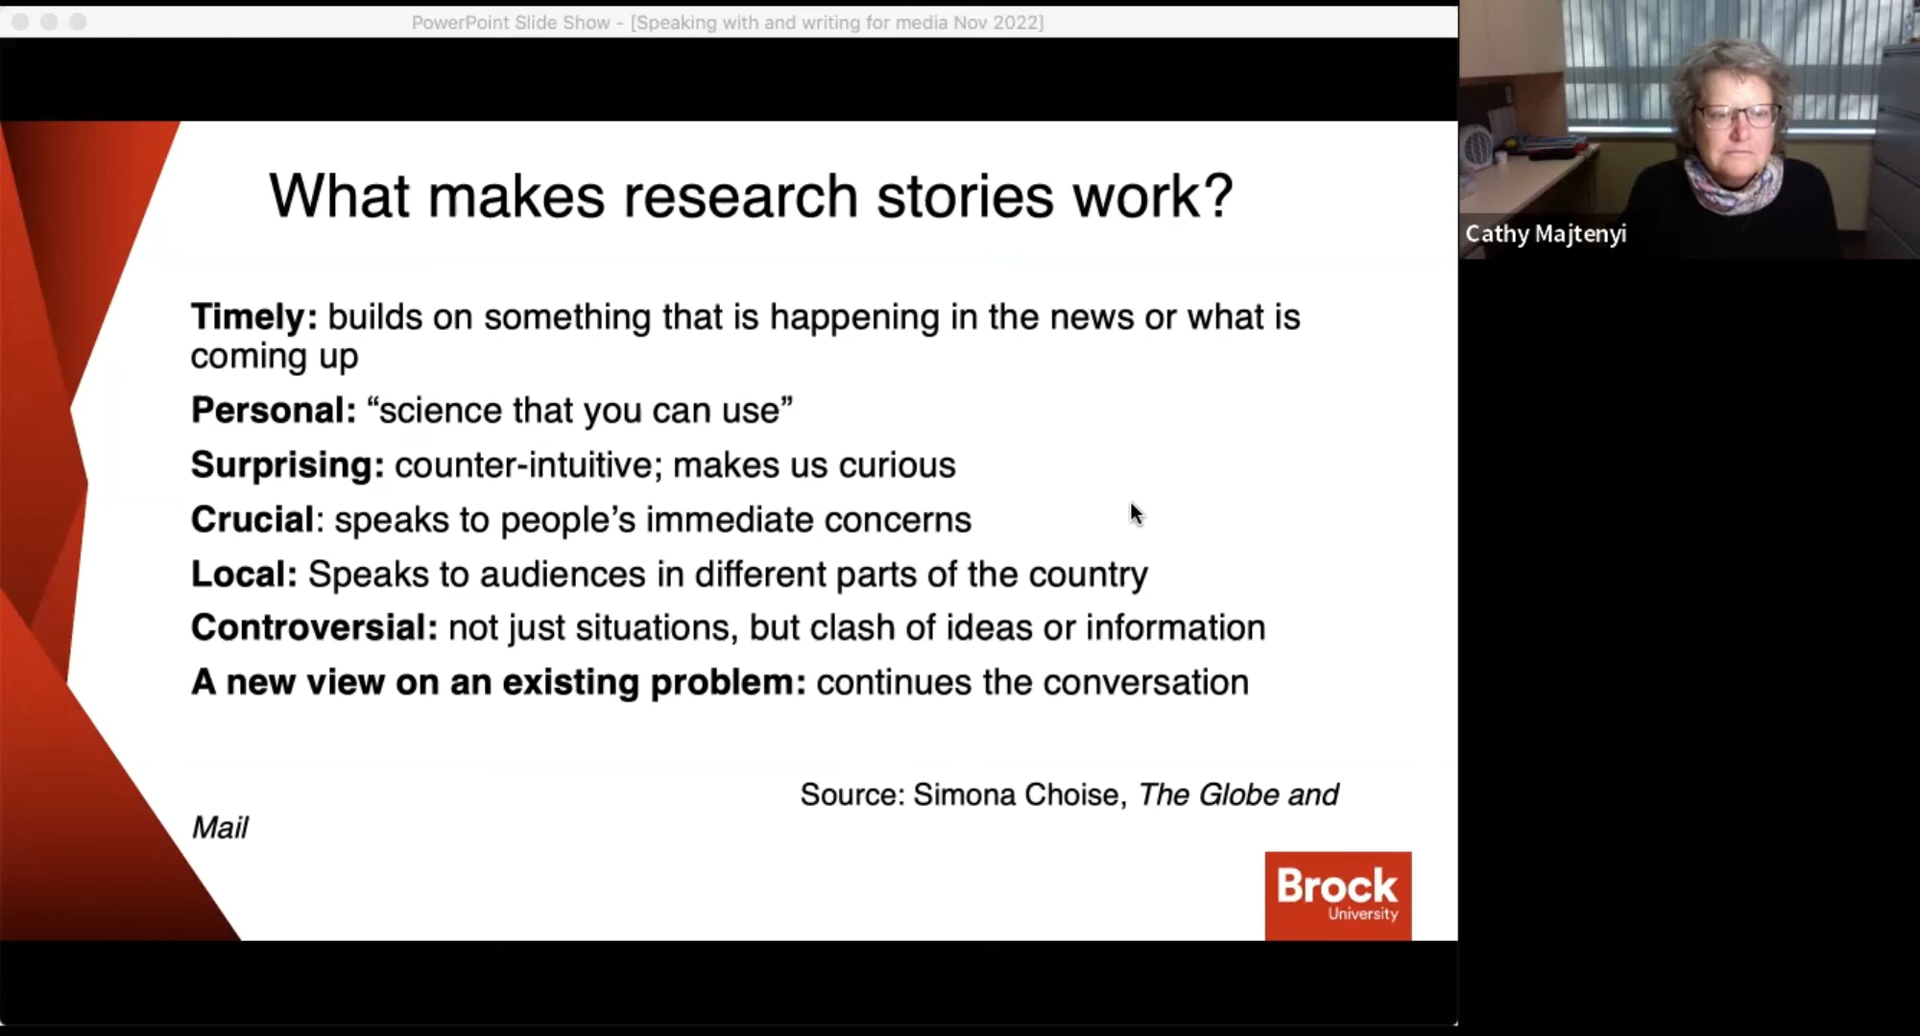 PowerPoint Slide Show - [Speaking with and writing for media Nov 2022]
What makes research stories work?
Timely: builds on something that is happening in the news or what is
coming up
Personal: “science that you can use”
Surprising: counter-intuitive; makes us curious
Crucial: speaks to people’s immediate concerns
Local: Speaks to audiences in different parts of the country
Controversial: not just situations, but clash of ideas or information
A new view on an existing problem: continues the conversation
Source: Simona Choise, The Globe and
Mail
Brock
University
Cathy Majtenyi